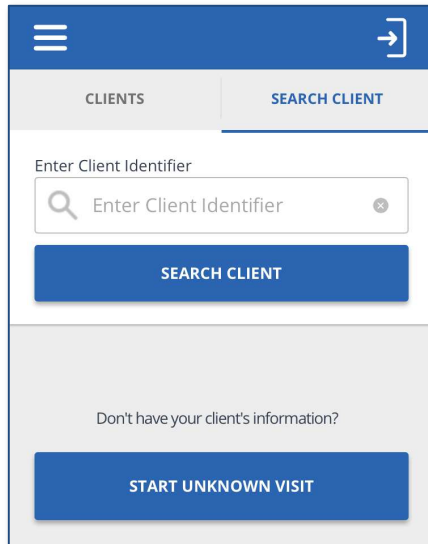 CLIENTS
SEARCH CLIENT
Enter Client Identifier
Enter Client Identifier
SEARCH CLIENT
Don't have your client's information?
START UNKNOWN VISIT